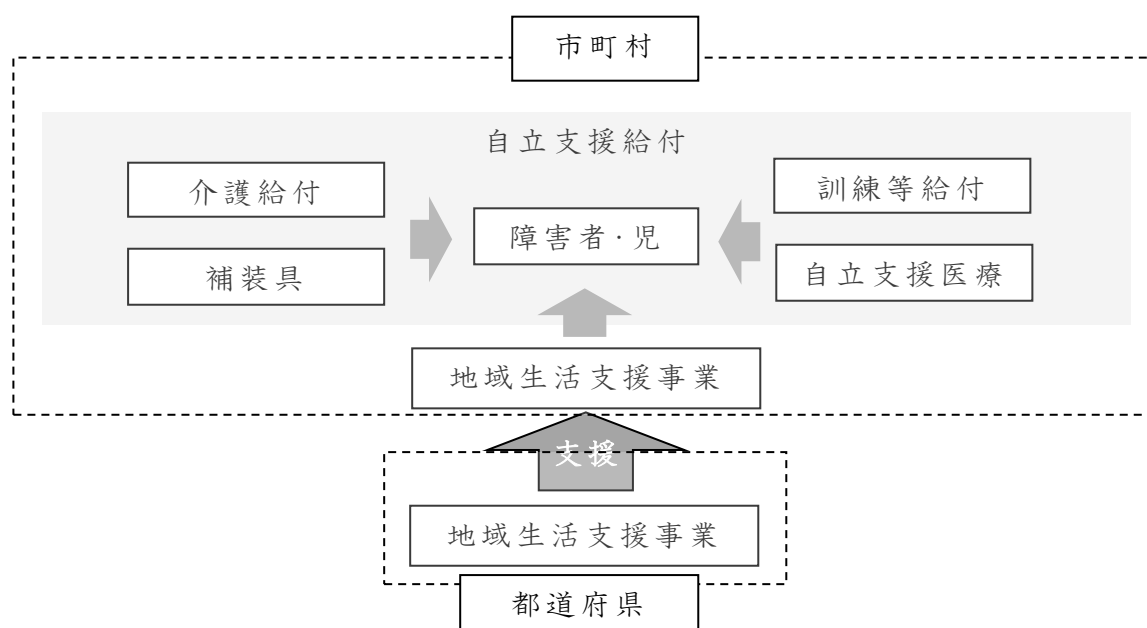 市町村
自立支援給付
介護給付
訓練等給付
障害者・児
補装具
自立支援医療
地域生活支援事業
支援
地域生活支援事業
都道府県